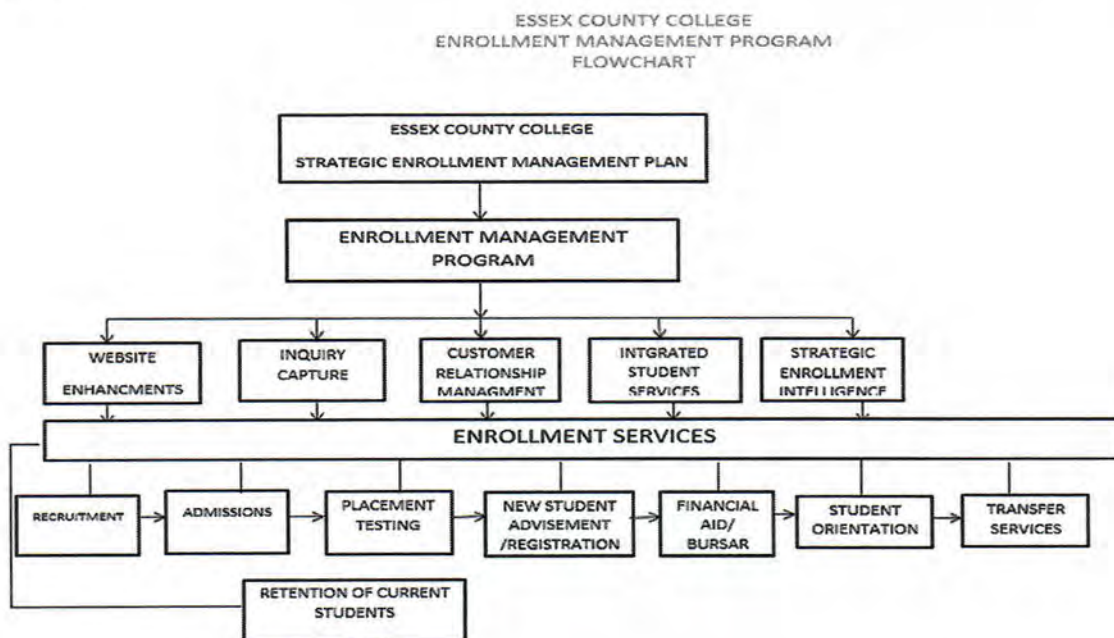 ESSEX COUNTY COLLEGE
ENROLLMENT MANAGEMENT PROGRAM
FLOWCHART
ESSEX COUNTY COLLEGE
STRATEGIC ENROLLMENT MANAGEMENT PLAN
ENROLLMENT MANAGEMENT
PROGRAM
WEBSITE
ENHANCMENTS
INQUIRY
CAPTURE
CUSTOMER
RELATIONSHIP
MANAGMENT
INTGRATED
STUDENT
SERVICES
STRATEGIC
ENROLLMENT
INTELLIGENCE
ENROLLMENT SERVICES
RECRUITMENT
ADMISSIONS
PLACEMENT
TESTING
NEW STUDENT
ADVISEMENT
/REGISTRATION
FINANCIAL
AID/
BURSAR
STUDENT
ORIENTATION
TRANSFER
SERVICES
RETENTION OF CURRENT
STUDENTS